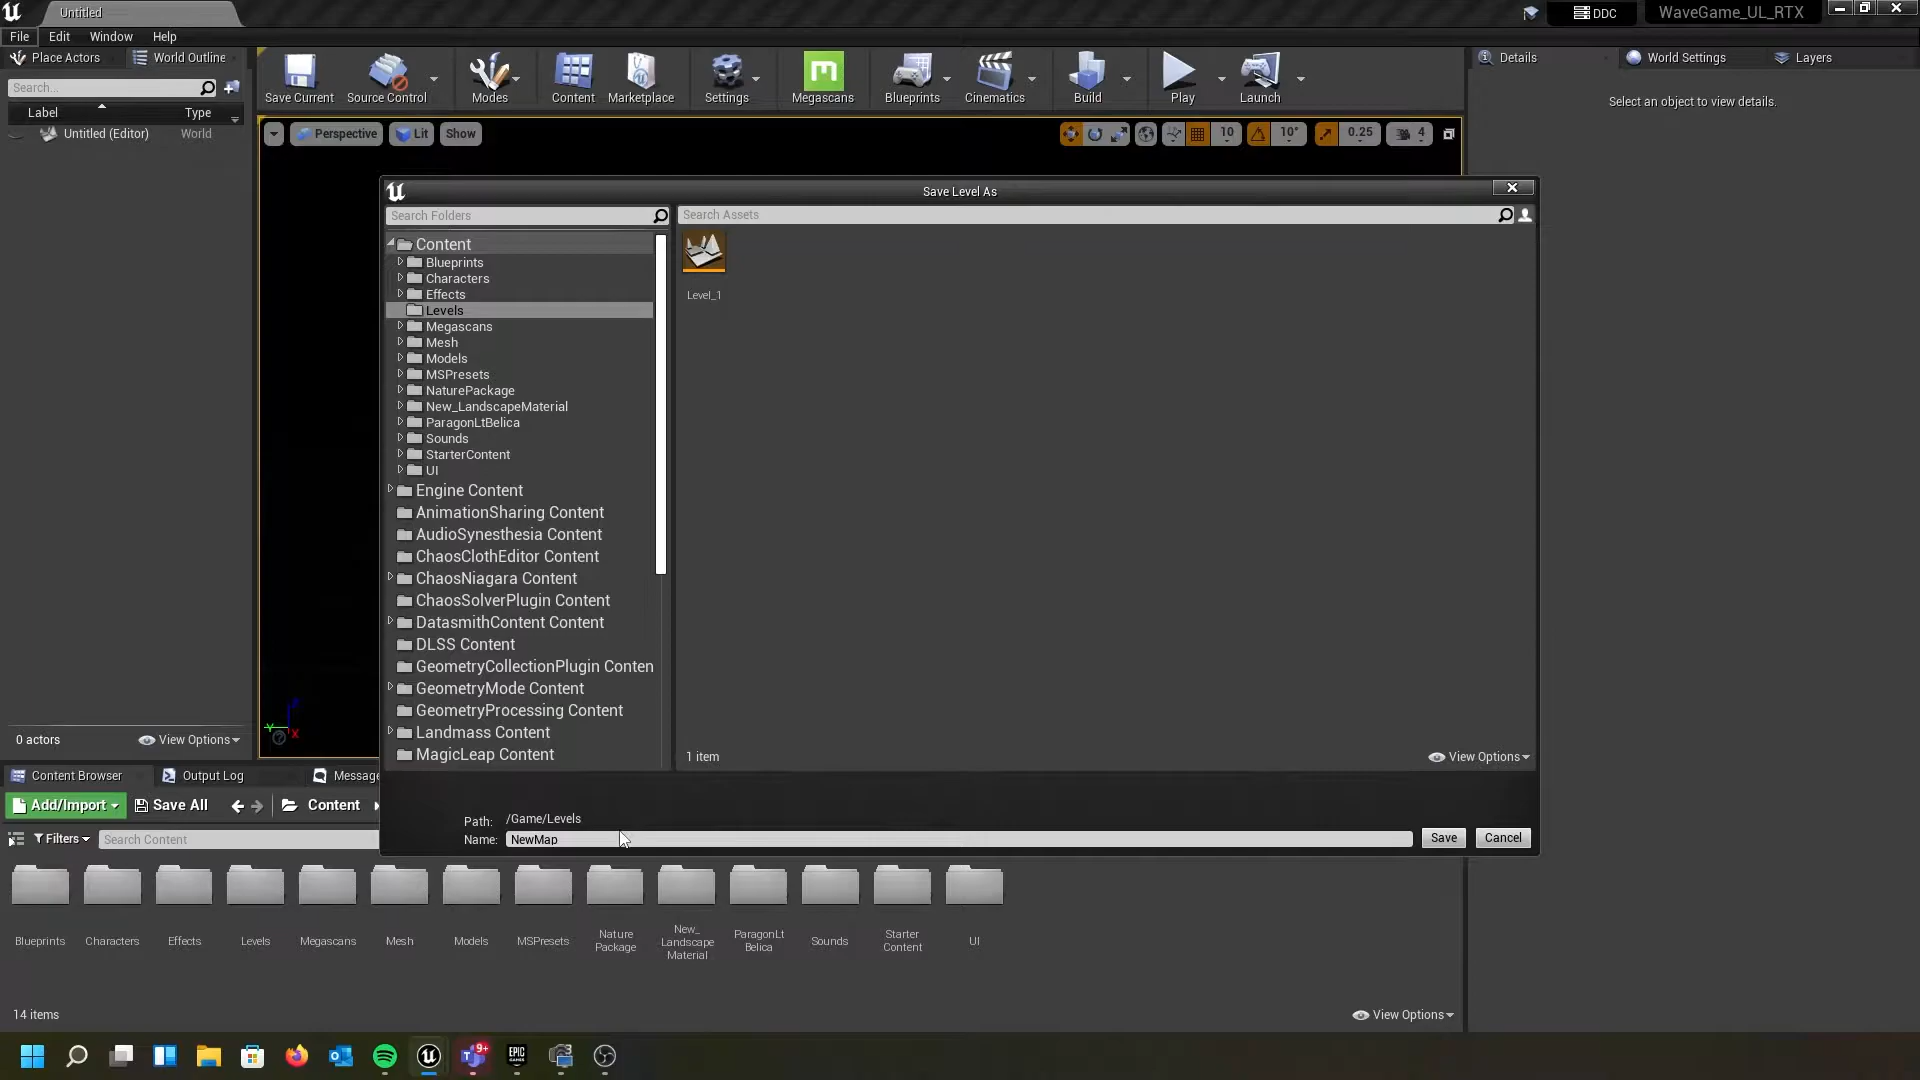 Untitled
DDC
WaveGame_UL_RTX
File
Edit
Window
Help
Place Actors
World Outline
Search...
Label
Type
Untitled (Editor)
World
0 actors
View Options
Save Current
Source Control
Modes
Content
Marketplace
Settings
Megascans
Blueprints
Cinematics
Build
Play
Launch
Perspective
Lit
Show
10
10°
0.25
4
Details
World Settings
Layers
Select an object to view details.
Save Level As
Search Folders
Search Assets
Content
Blueprints
Characters
Effects
Levels
Megascans
Mesh
Models
MSPresets
NaturePackage
New_LandscapeMaterial
ParagonLtBelica
Sounds
StarterContent
UI
Engine Content
AnimationSharing Content
AudioSynesthesia Content
ChaosClothEditor Content
ChaosNiagara Content
ChaosSolverPlugin Content
DatasmithContent Content
DLSS Content
GeometryCollectionPlugin Conten
GeometryMode Content
GeometryProcessing Content
Landmass Content
MagicLeap Content
Level_1
1 item
View Options
Path:
/Game/Levels
Name:
NewMap
Save
Cancel
Content Browser
Output Log
Message
Add/Import
Save All
Content
Filters
Search Content
Blueprints
Characters
Effects
Levels
Megascans
Mesh
Models
MSPresets
Nature
Package
New_
Landscape
Material
ParagonLt
Belica
Sounds
Starter
Content
UI
14 items
View Options
X
9+
EPIC
GAMES